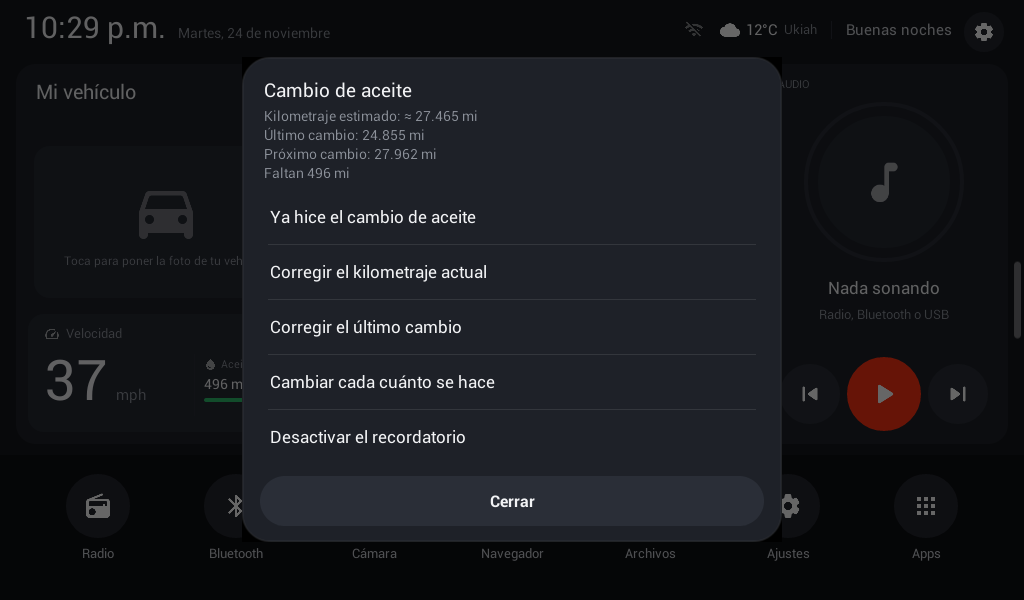 10:29 p.m.
Martes, 24 de noviembre
12°C Ukiah
Buenas noches
Mi vehículo
Toca para poner la foto de tu veh
Velocidad
37 mph
Acei
496 m
Cambio de aceite
Kilometraje estimado: ≈ 27.465 mi
Último cambio: 24.855 mi
Próximo cambio: 27.962 mi
Faltan 496 mi
Ya hice el cambio de aceite
Corregir el kilometraje actual
Corregir el último cambio
Cambiar cada cuánto se hace
Desactivar el recordatorio
Cerrar
AUDIO
Nada sonando
Radio, Bluetooth o USB
Radio
Bluetooth
Cámara
Navegador
Archivos
Ajustes
Apps